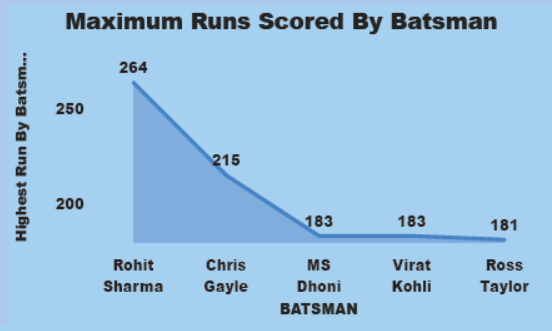 Maximum Runs Scored By Batsman
Highest Run By Batsm...
264
250
215
200
183
183
181
Rohit
Sharma
Chris
Gayle
MS
Dhoni
Virat
Kohli
Ross
Taylor
BATSMAN